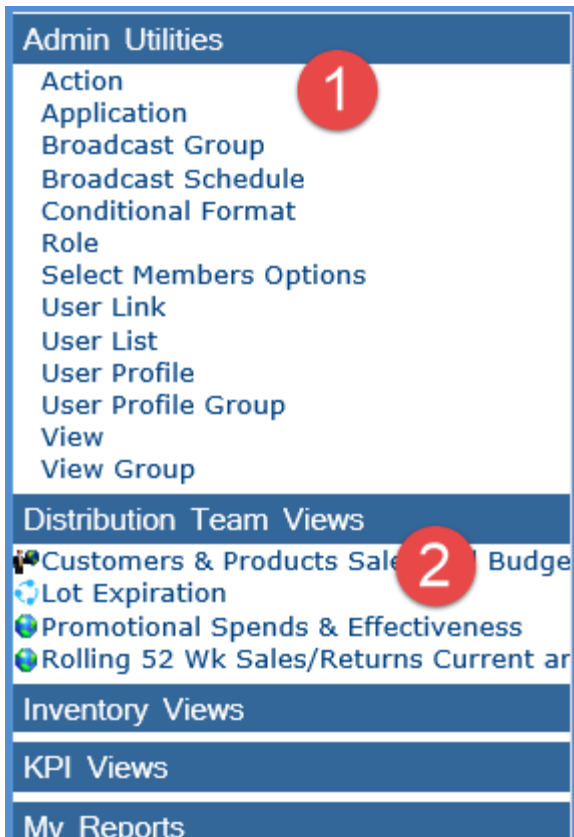 Admin Utilities
1
Action
Application
Broadcast Group
Broadcast Schedule
Conditional Format
Role
Select Members Options
User Link
User List
User Profile
User Profile Group
View
View Group
Distribution Team Views
2
Customers & Products Budge
Lot Expiration
Promotional Spends & Effectiveness
Rolling 52 Wk Sales/Returns Current ar
Inventory Views
KPI Views
My Reports